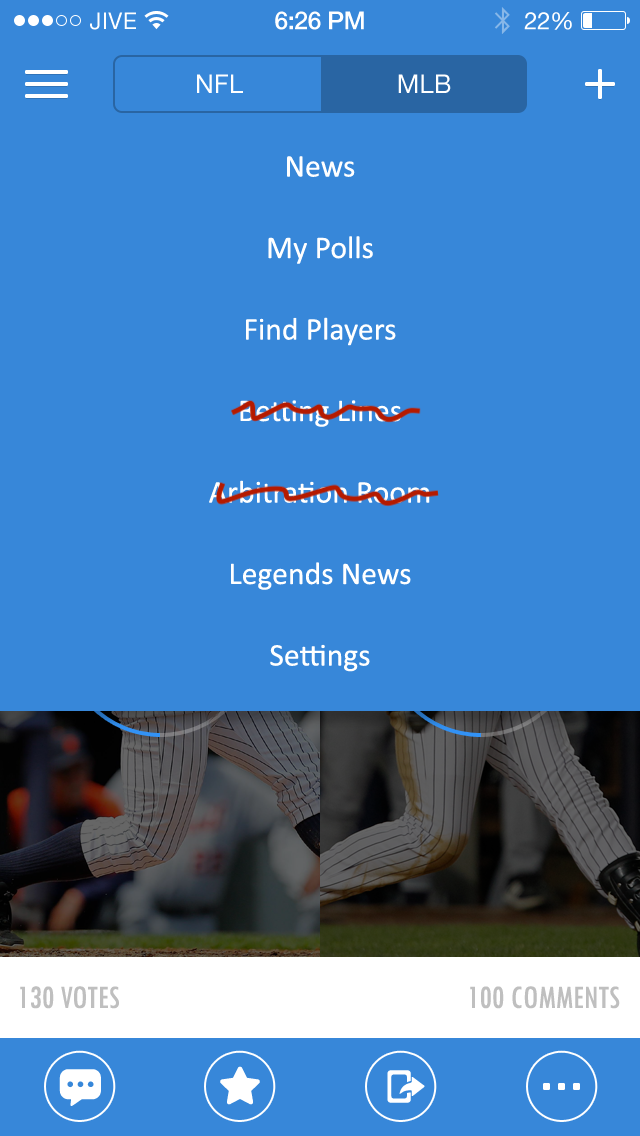 JIVE 6:26 PM 22%
NFL MLB
News
My Polls
Find Players
Betting Lines
Arbitration Room
Legends News
Settings
130 VOTES 100 COMMENTS